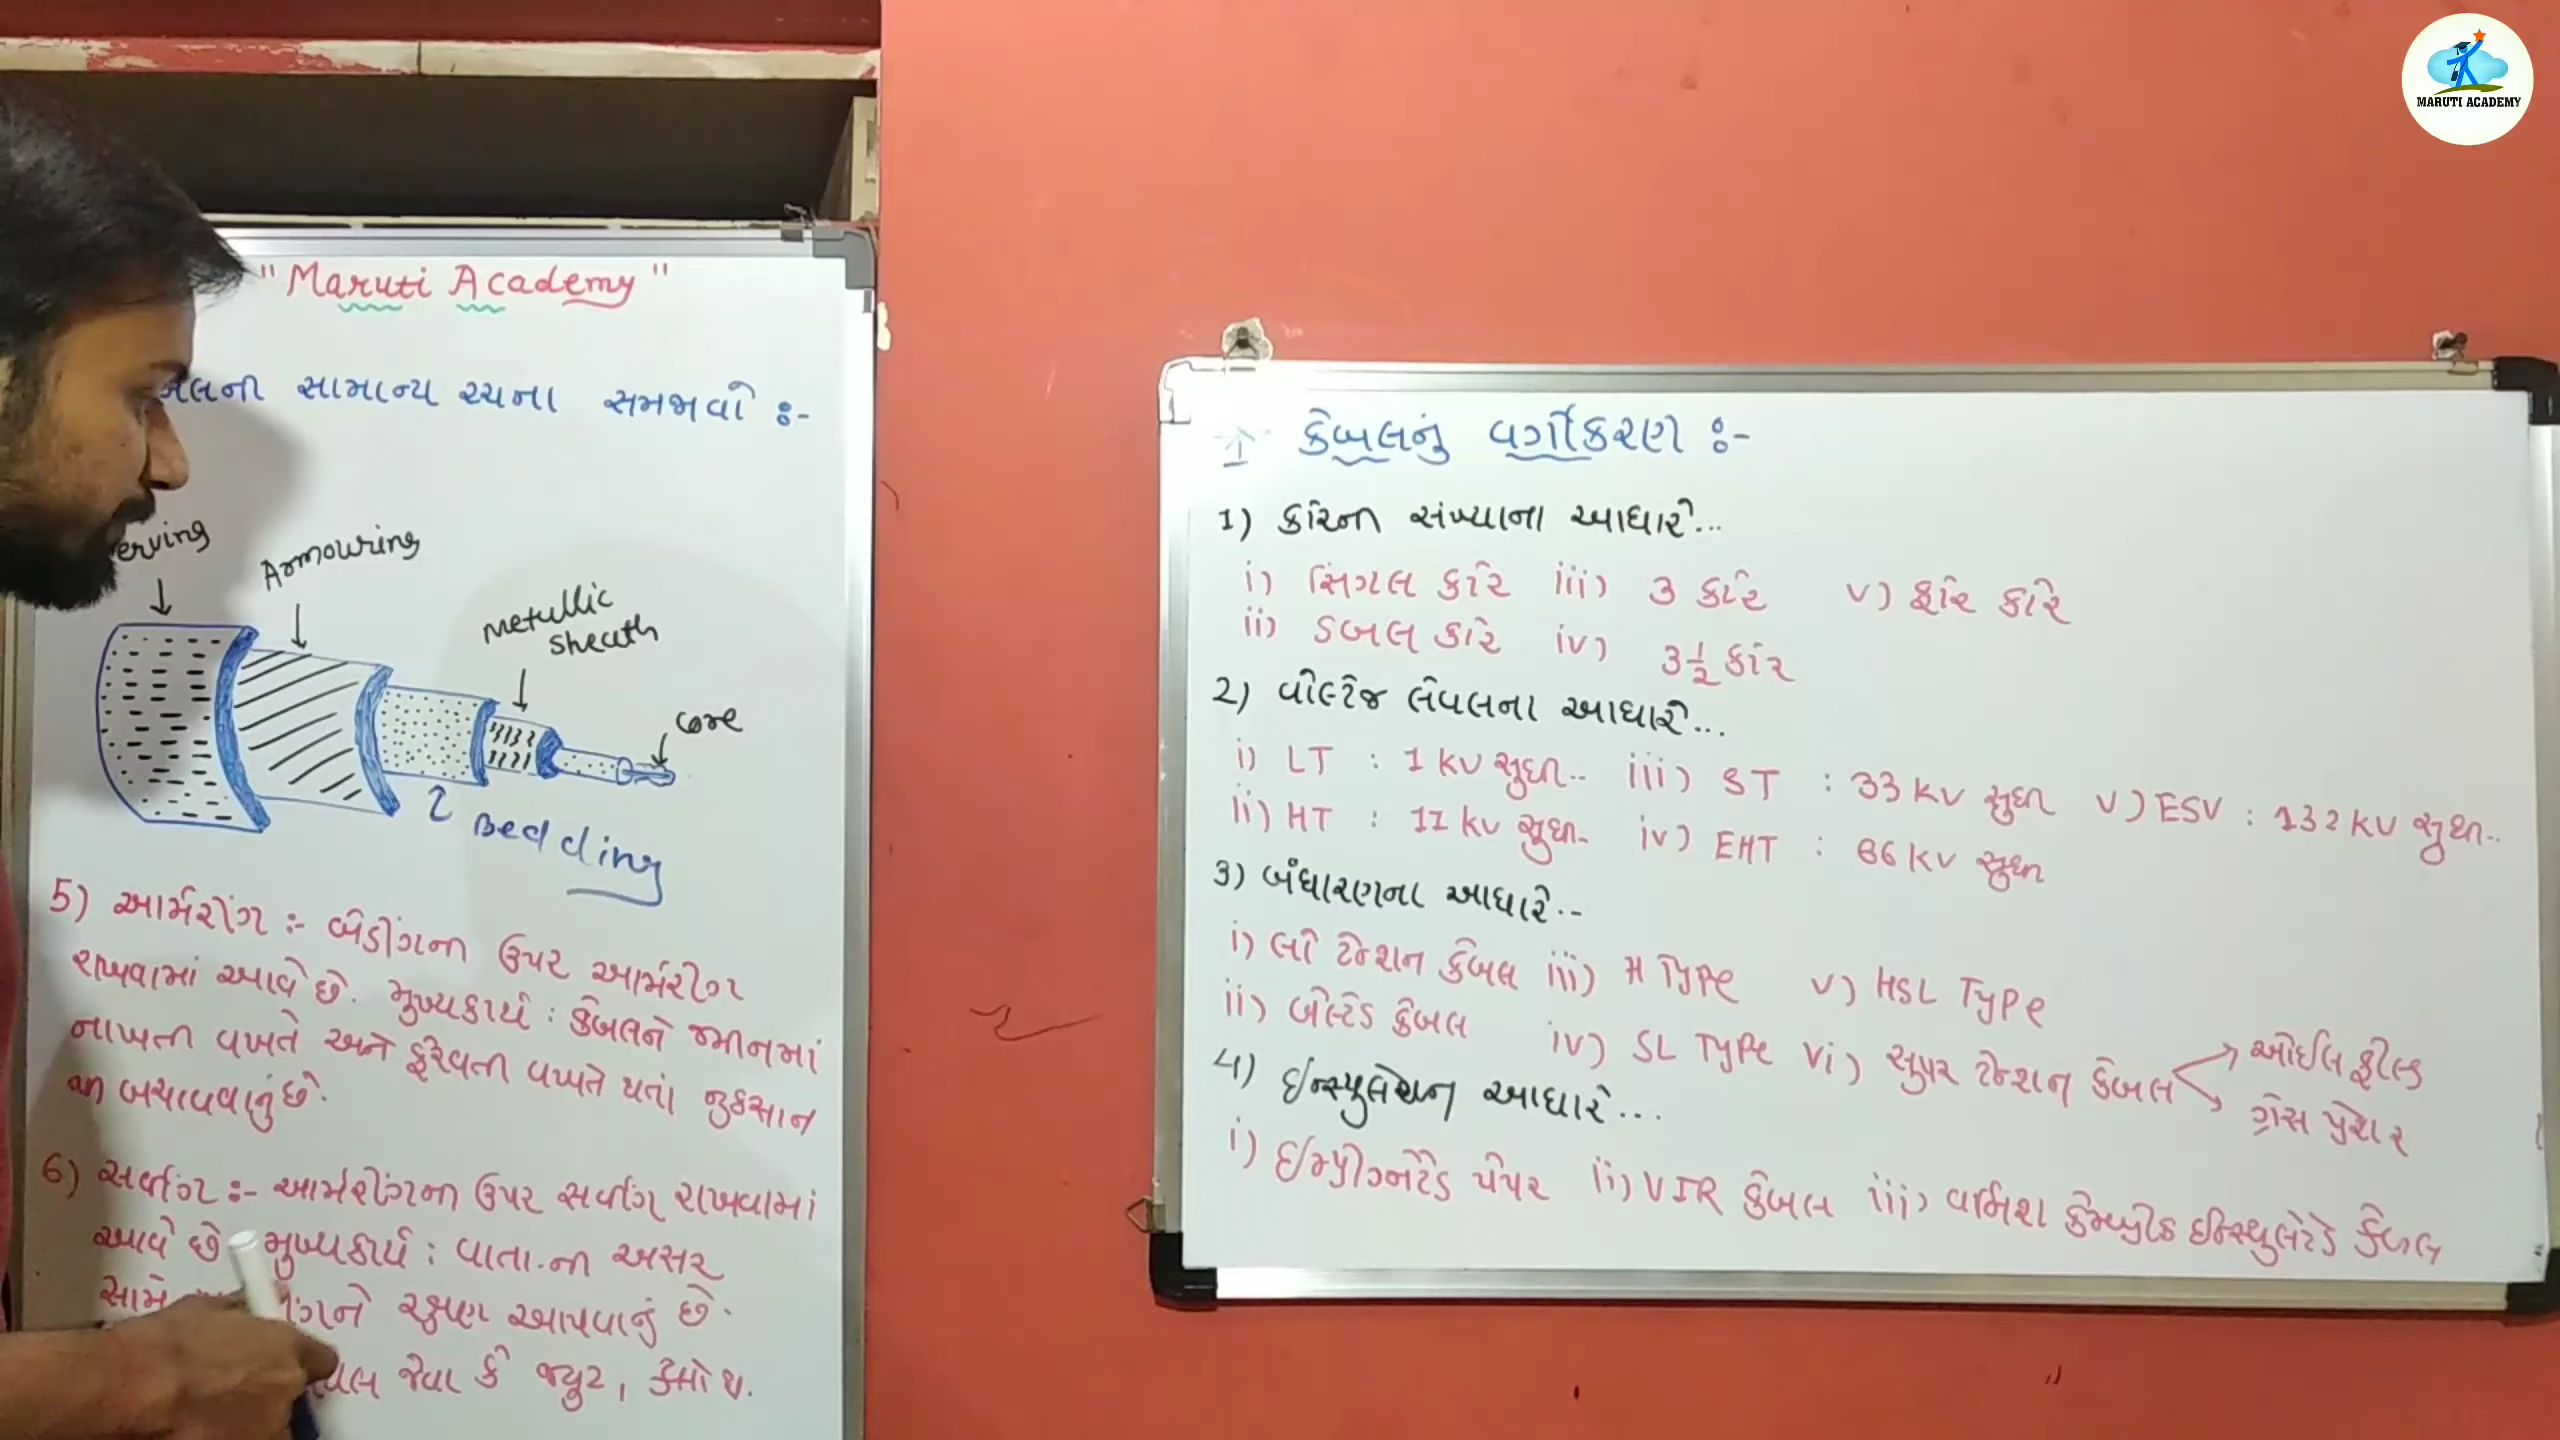 MARUTI ACADEMY
"Maruti Academy"
સામાન્ય રચના સમજાવો :-
Armouring
Metallic
Sheath
core
Bedding
5) આર્મરીંગ :- બેડીંગની ઉપર આર્મરીંગ
રાખવામાં આવે છે. મુખ્યકાર્ય : કેબલને જમીનમાં
નાખતી વખતે અને ફેરવતી વખતે થતાં નુકસાન
થી બચાવવાનું છે.
6) સર્વીંગ :- આર્મરીંગની ઉપર સર્વીંગ રાખવામાં
આવે છે મુખ્યકાર્ય : વાતા.ની અસર
સામે રક્ષણ આપવાનું છે.
જેવા કે જ્યુટ,
કેબલનું વર્ગીકરણ :-
1) કોરની સંખ્યાના આધારે...
i) સિંગલ કોર iii) 3 કોર v) ફોર કોર
ii) ડબલ કોર iv) 3½ કોર
2) વોલ્ટેજ લેવલના આધારે...
i) LT : 1 KV સુધી.. iii) ST : 33 KV સુધી v) ESV : 132 KV સુધી..
ii) HT : 11 KV સુધી.. iv) EHT : 66 KV સુધી
3) બંધારણના આધારે..-
i) લો ટેન્શન કેબલ iii) H Type v) HSL Type
ii) બેલ્ટેડ કેબલ iv) SL Type vi) સુપર ટેન્શન કેબલ
ઓઈલ ફીલ્ડ
ગેસ પ્રેશર
4) ઈન્સ્યુલેશન આધારે...
i) ઈમ્પ્રીગ્નેટેડ પેપર ii) VIR કેબલ iii) વાર્નિશ કેમ્બ્રીક ઈન્સ્યુલેટેડ કેબલ